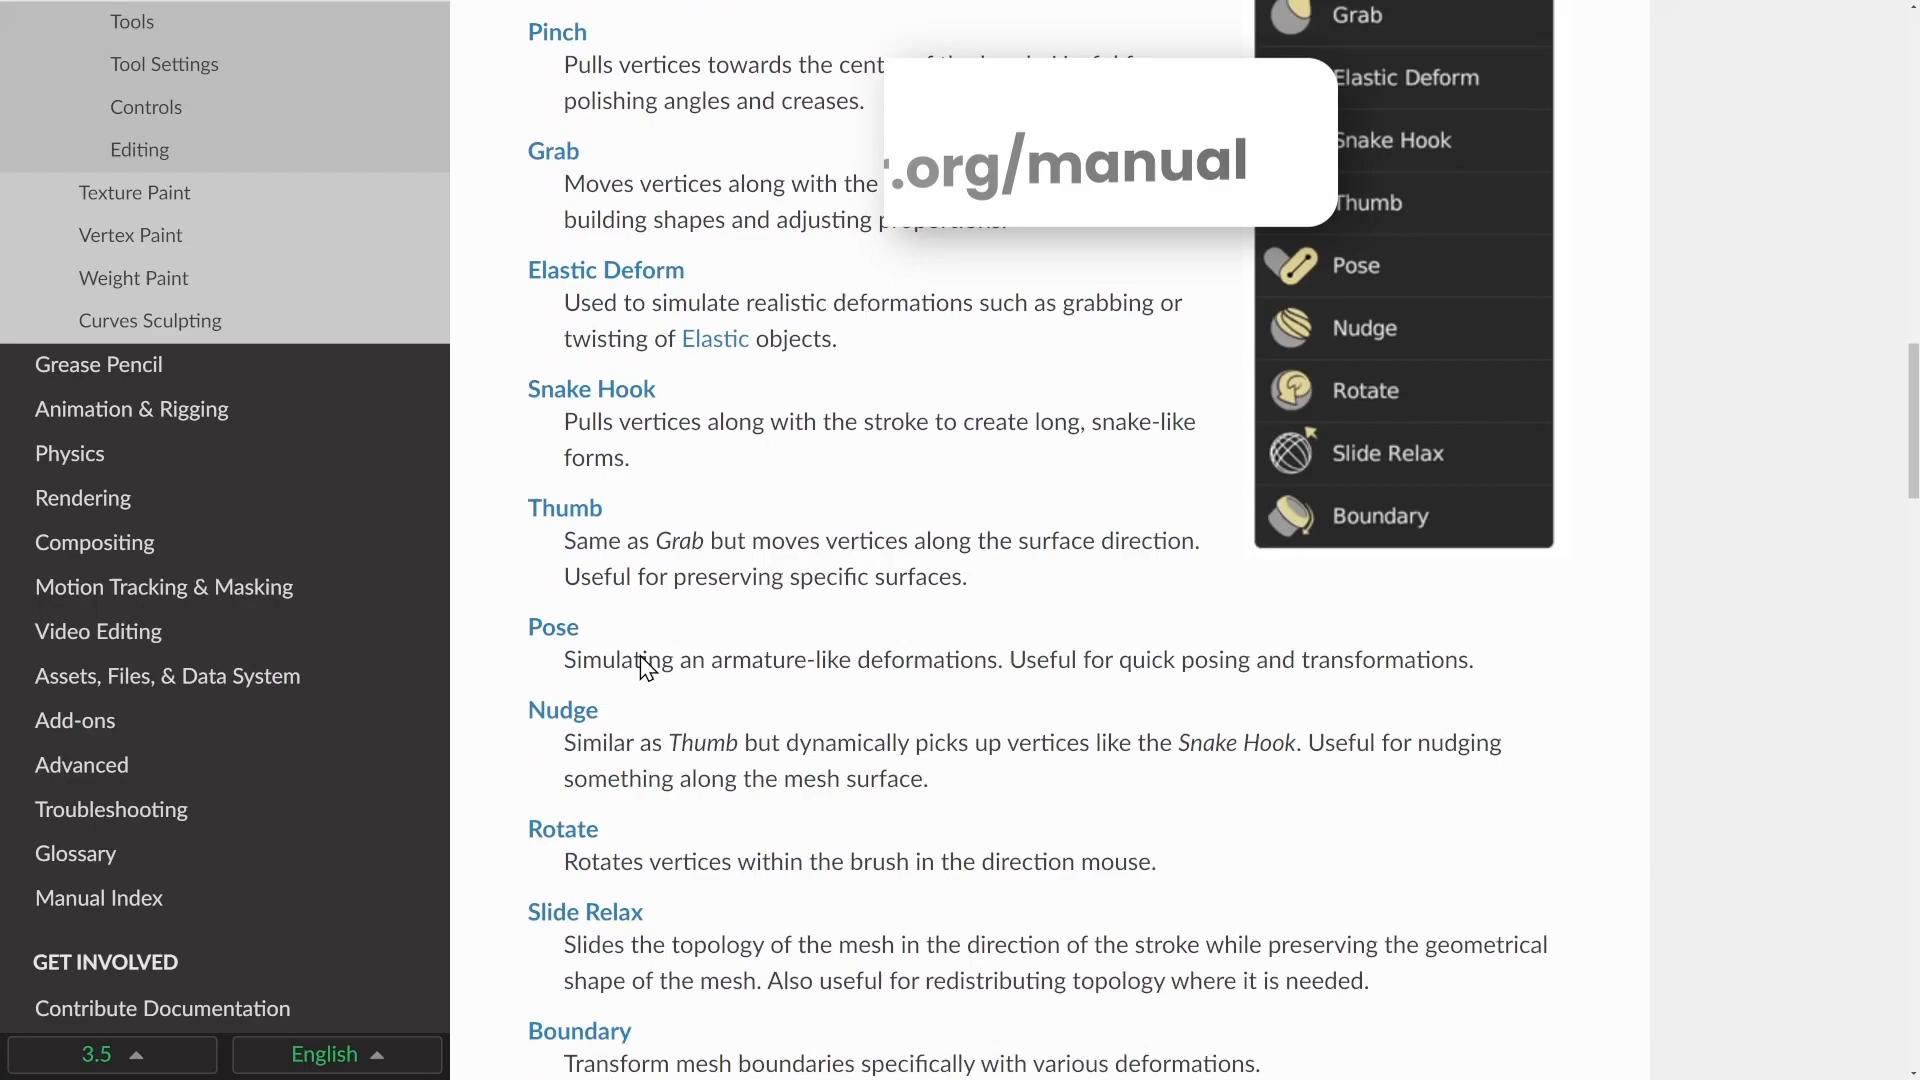 Tools
Tool Settings
Controls
Editing
Texture Paint
Vertex Paint
Weight Paint
Curves Sculpting
Grease Pencil
Animation & Rigging
Physics
Rendering
Compositing
Motion Tracking & Masking
Video Editing
Assets, Files, & Data System
Add-ons
Advanced
Troubleshooting
Glossary
Manual Index
GET INVOLVED
Contribute Documentation
3.5
English
Pinch
Pulls vertices towards the
polishing angles and creases.
Grab
Moves vertices along with the
building shapes and adjusting
Elastic Deform
Used to simulate realistic deformations such as grabbing or
twisting of Elastic objects.
Snake Hook
Pulls vertices along with the stroke to create long, snake-like
forms.
Thumb
Same as Grab but moves vertices along the surface direction.
Useful for preserving specific surfaces.
Pose
Simulating an armature-like deformations. Useful for quick posing and transformations.
Nudge
Similar as Thumb but dynamically picks up vertices like the Snake Hook. Useful for nudging
something along the mesh surface.
Rotate
Rotates vertices within the brush in the direction mouse.
Slide Relax
Slides the topology of the mesh in the direction of the stroke while preserving the geometrical
shape of the mesh. Also useful for redistributing topology where it is needed.
Boundary
Transform mesh boundaries specifically with various deformations.
.org/manual
Grab
Elastic Deform
Snake Hook
Thumb
Pose
Nudge
Rotate
Slide Relax
Boundary